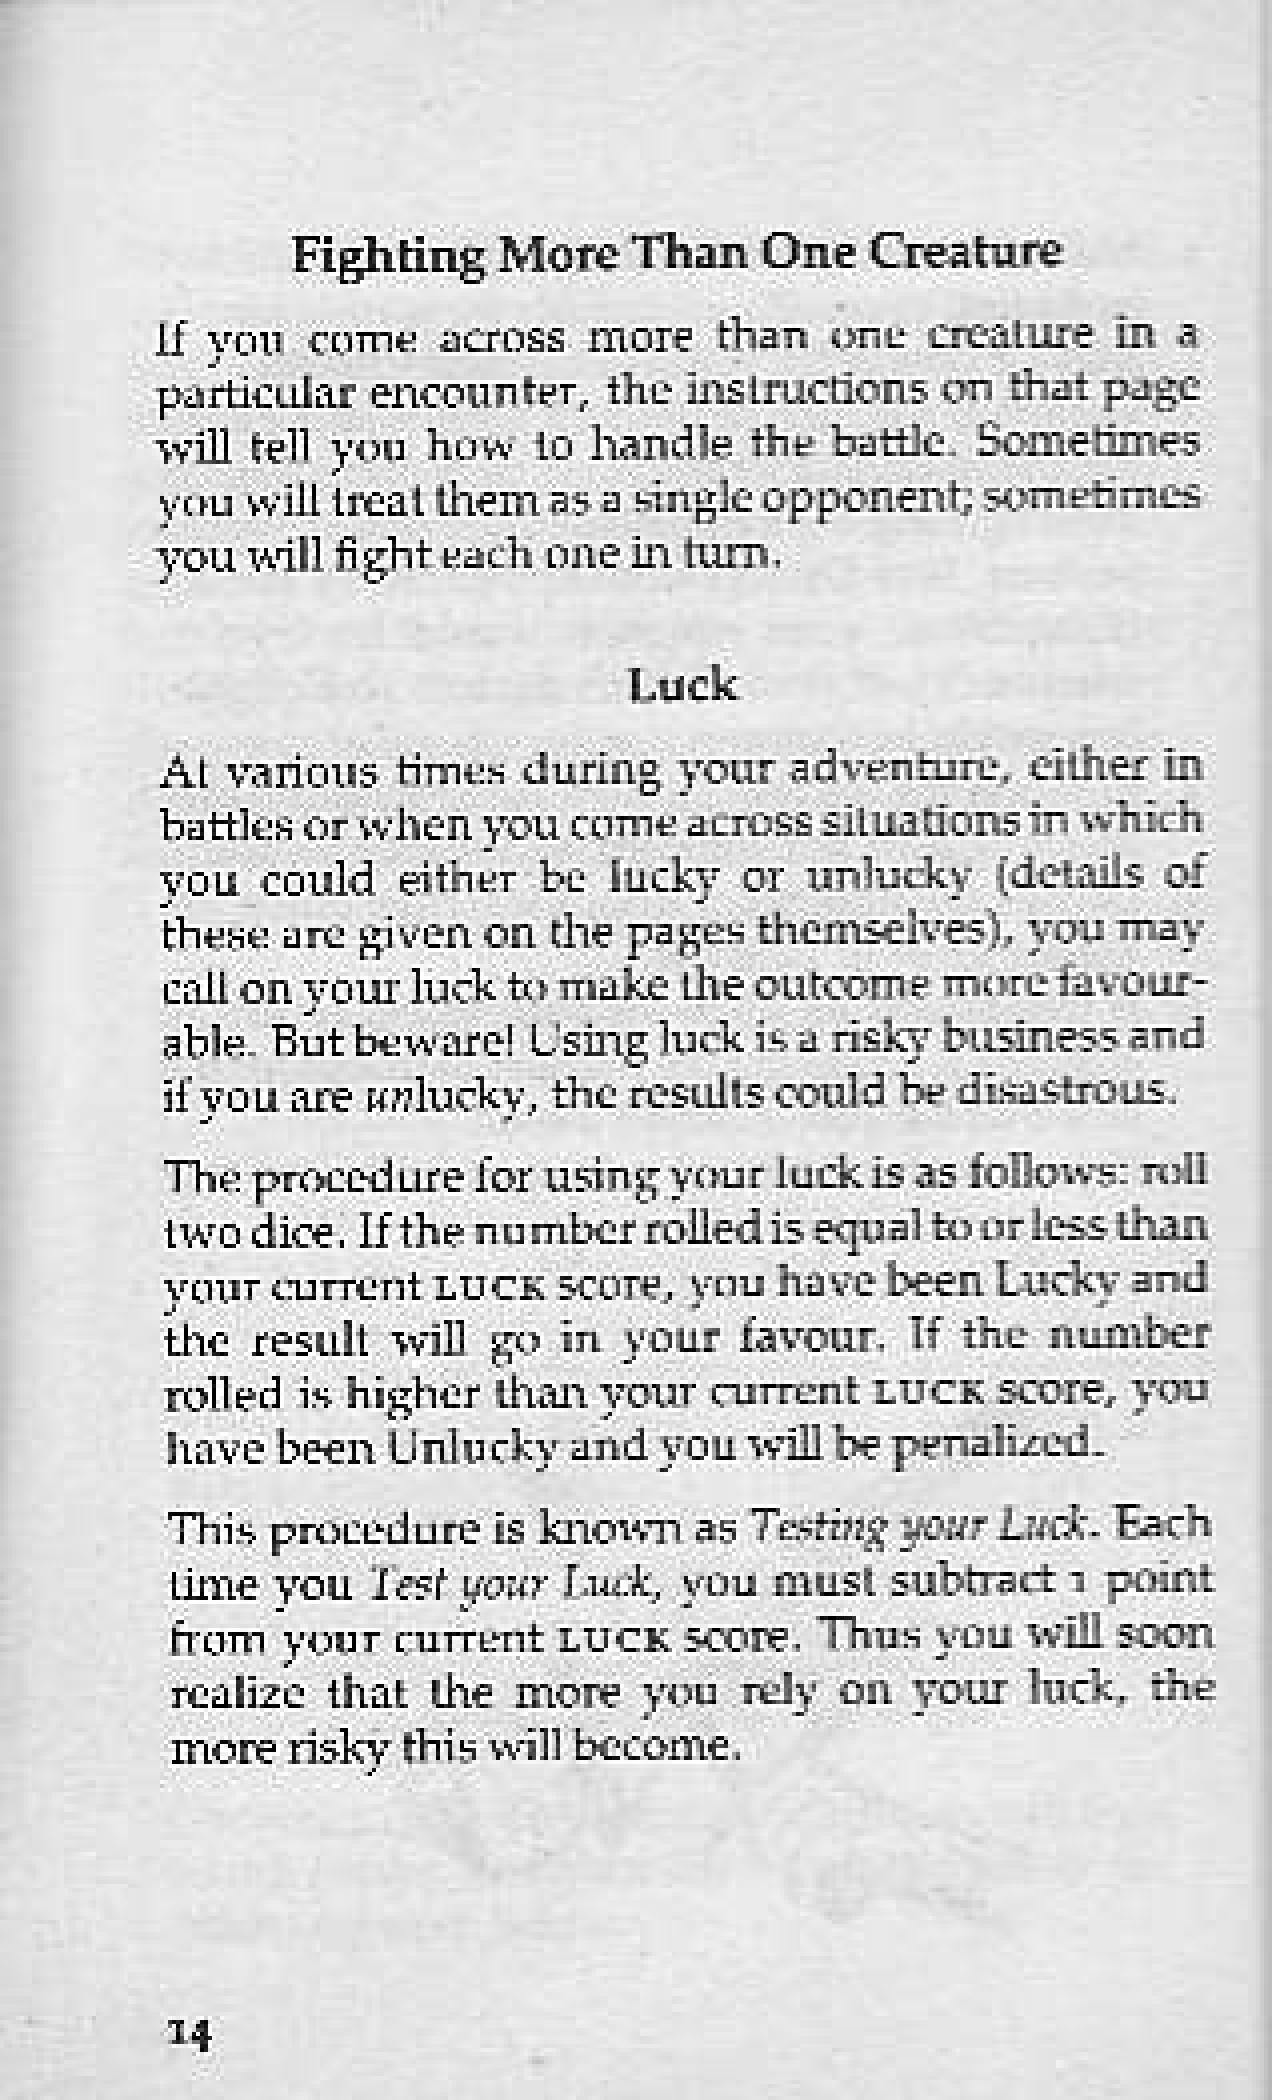 Fighting More Than One Creature
If you come across more than one creature in a
particular encounter, the instructions on that page
will tell you how to handle the battle. Sometimes
you will treat them as a single opponent; sometimes
you will fight each one in turn.
Luck
At various times during your adventure, either in
battles or when you come across situations in which
you could either be lucky or unlucky (details of
these are given on the pages themselves), you may
call on your luck to make the outcome more favour-
able. But beware! Using luck is a risky business and
if you are unlucky, the results could be disastrous.
The procedure for using your luck is as follows: roll
two dice. If the number rolled is equal to or less than
your current LUCK score, you have been Lucky and
the result will go in your favour. If the number
rolled is higher than your current LUCK score, you
have been Unlucky and you will be penalized.
This procedure is known as Testing your Luck. Each
time you Test your Luck, you must subtract 1 point
from your current LUCK score. Thus you will soon
realize that the more you rely on your luck, the
more risky this will become.
14